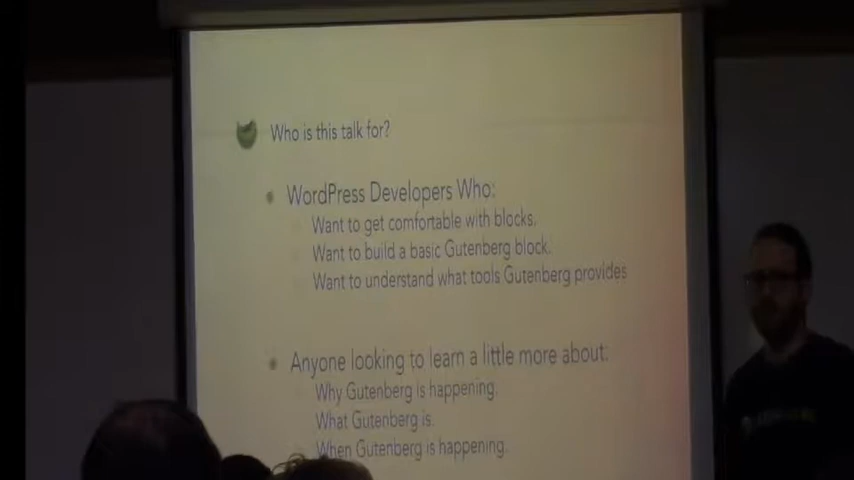 Who is this talk for?
WordPress Developers Who:
Want to get comfortable with blocks.
Want to build a basic Gutenberg block.
Want to understand what tools Gutenberg provides
Anyone looking to learn a little more about:
Why Gutenberg is happening.
What Gutenberg is.
When Gutenberg is happening.